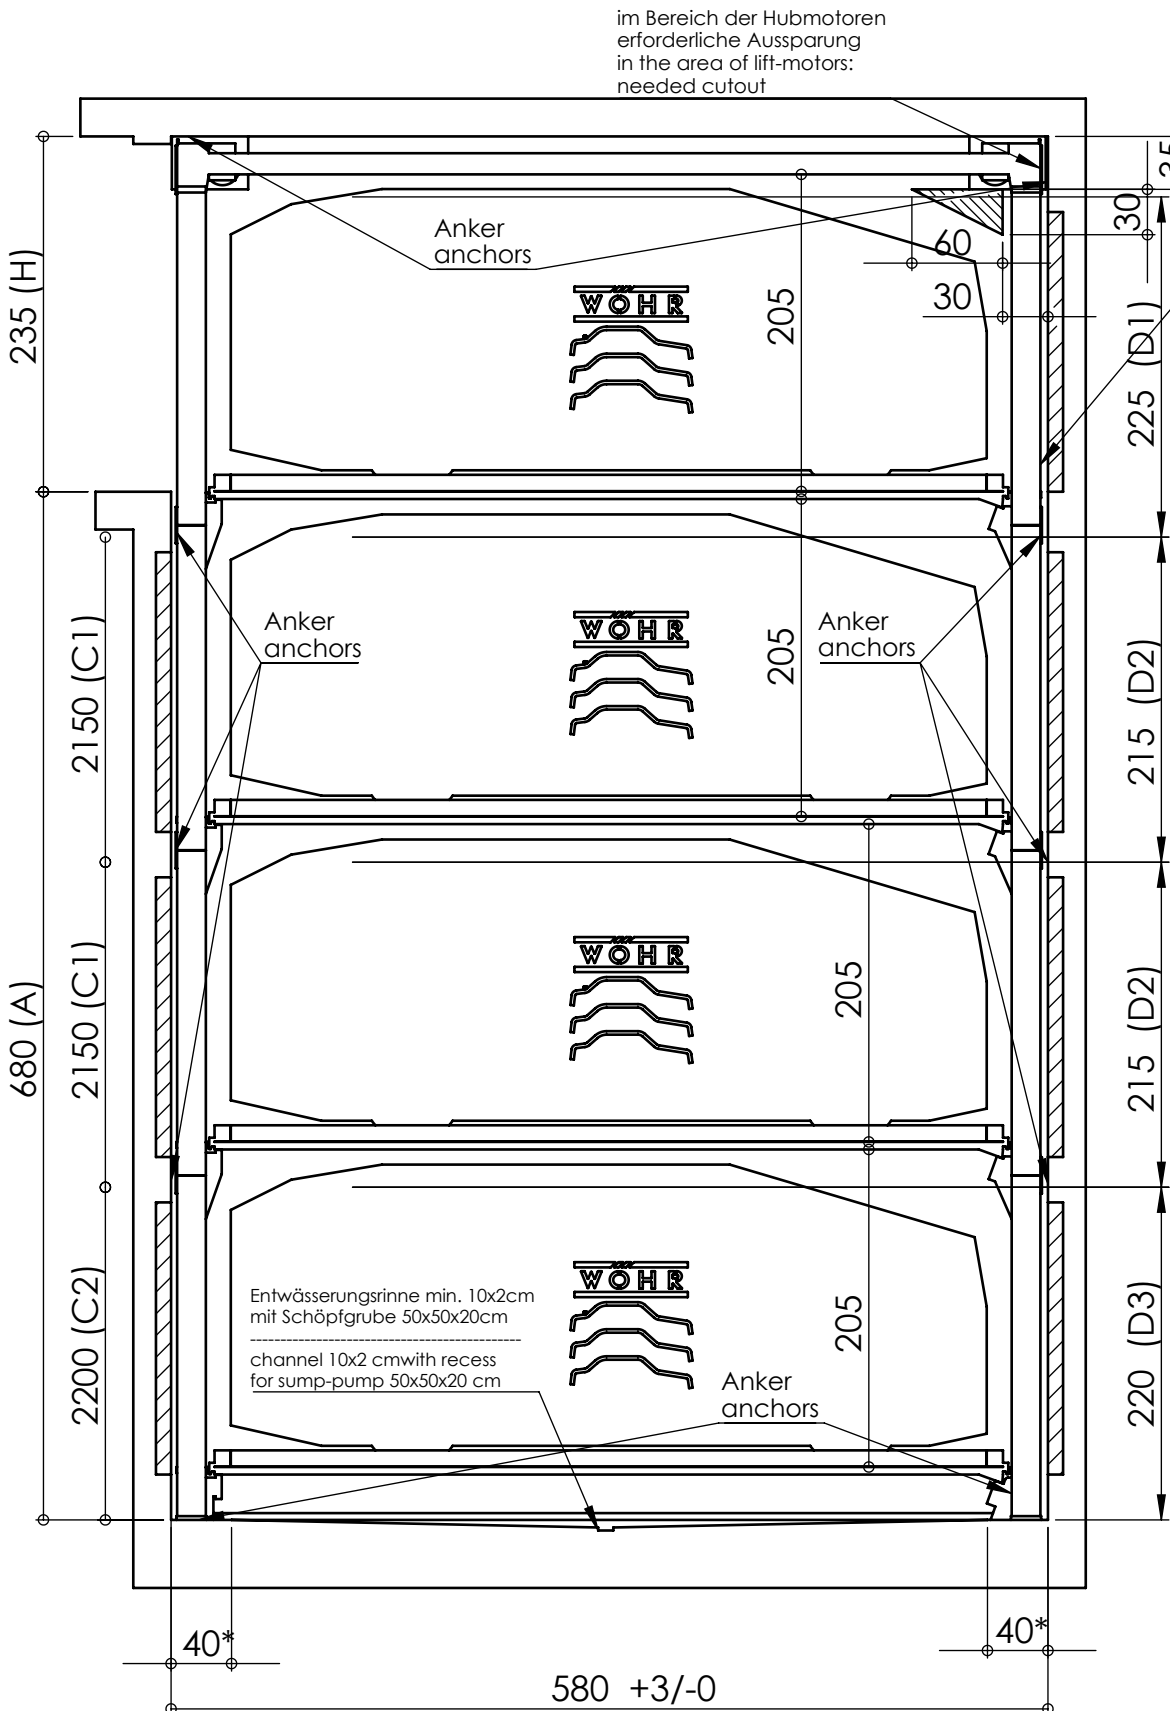 im Bereich der Hubmotoren
erforderliche Aussparung
in the area of lift-motors:
needed cutout
35
30
Anker
anchors
60
30
235 (H)
WÖHR
205
225 (D1)
Anker
anchors
WÖHR
Anker
anchors
205
2150 (C1)
215 (D2)
680 (A)
2150 (C1)
WÖHR
205
215 (D2)
2200 (C2)
Entwässerungsrinne min. 10x2cm
mit Schöpfgrube 50x50x20cm
--------------------------------------------
channel 10x2 cmwith recess
for sump-pump 50x50x20 cm
WÖHR
205
Anker
anchors
220 (D3)
40*
40*
580 +3/-0